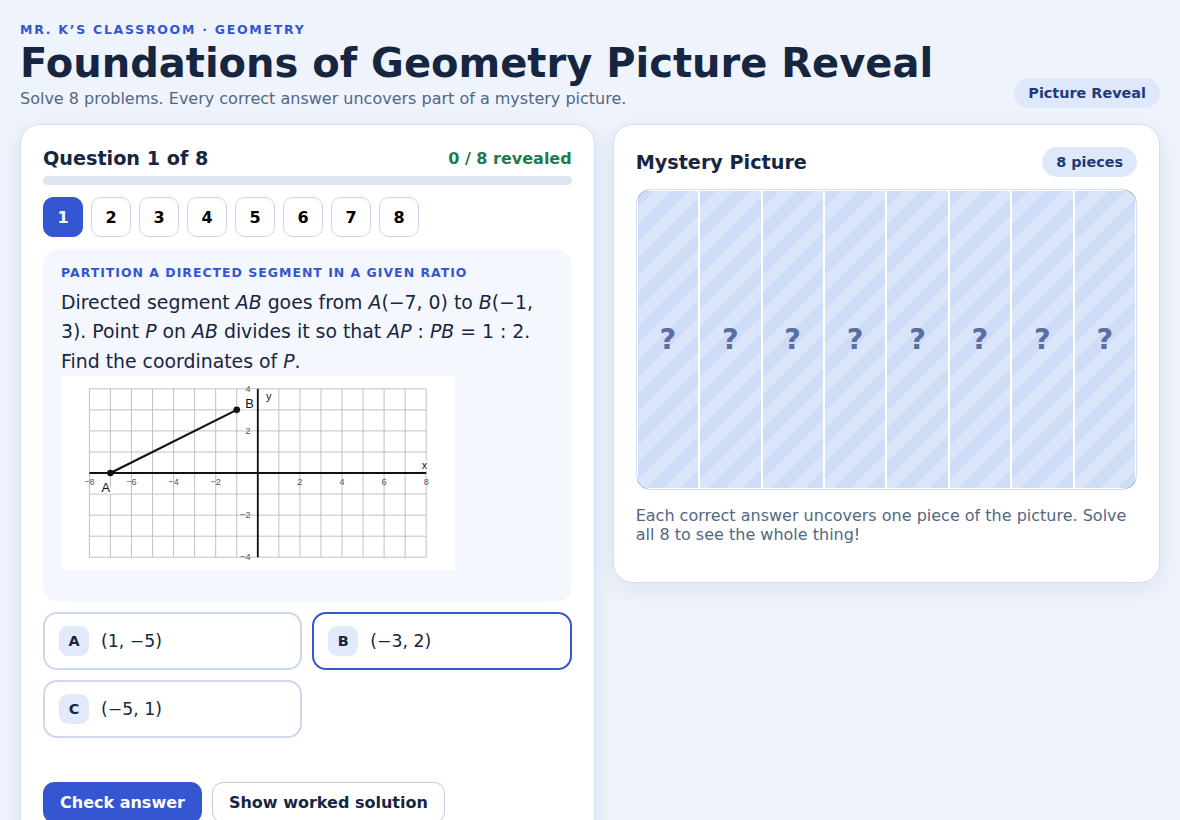 MR. K’S CLASSROOM · GEOMETRY
Foundations of Geometry Picture Reveal
Solve 8 problems. Every correct answer uncovers part of a mystery picture.
Picture Reveal
Question 1 of 8
0 / 8 revealed
1 2 3 4 5 6 7 8
PARTITION A DIRECTED SEGMENT IN A GIVEN RATIO
Directed segment AB goes from A(−7, 0) to B(−1,
3). Point P on AB divides it so that AP : PB = 1 : 2.
Find the coordinates of P.
4
y
B
2
x
−8 −6 −4 −2 2 4 6 8
A
−2
−4
A (1, −5)
B (−3, 2)
C (−5, 1)
Check answer
Show worked solution
Mystery Picture
8 pieces
? ? ? ? ? ? ? ?
Each correct answer uncovers one piece of the picture. Solve
all 8 to see the whole thing!